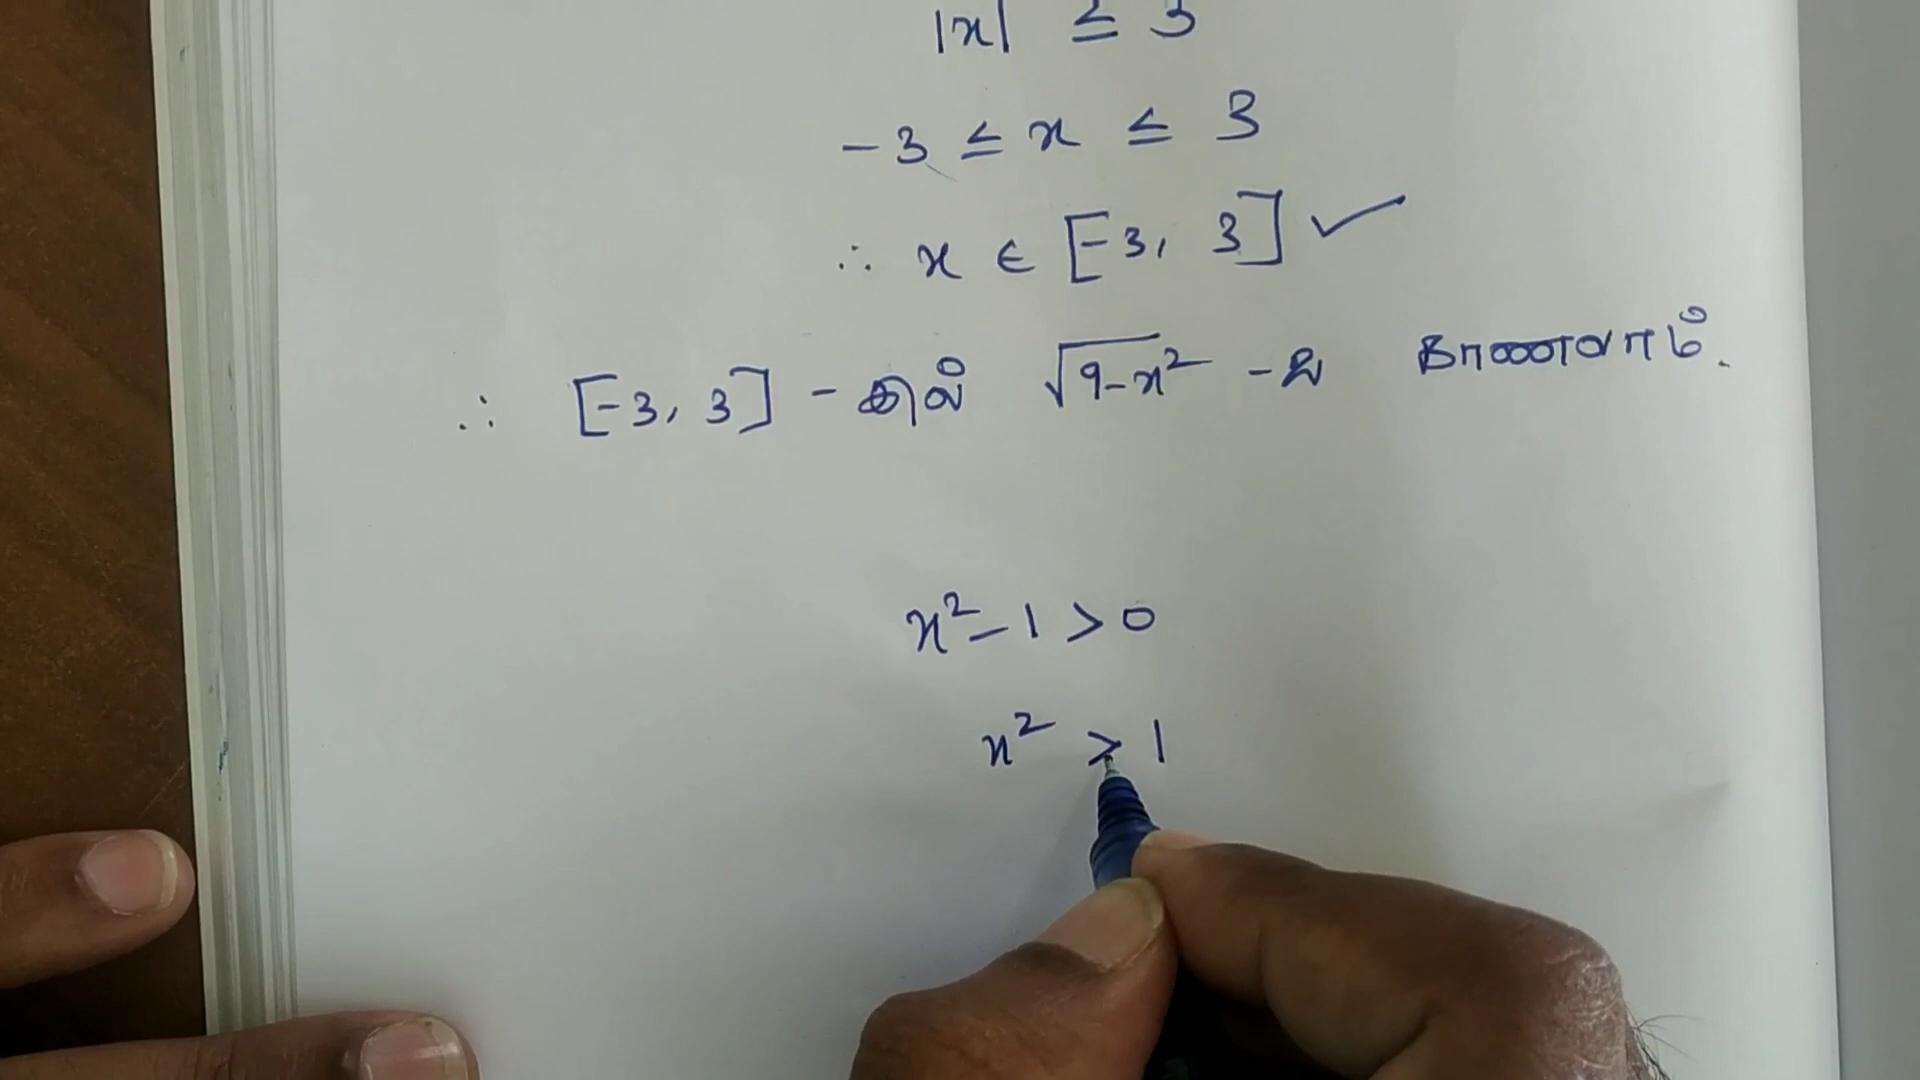 |x| ≤ 3
-3 ≤ x ≤ 3
∴ x ∈ [-3, 3] ✓
∴ [-3, 3] - இல் √9-x² - ஐ காணலாம்.
x² - 1 > 0
x² > 1